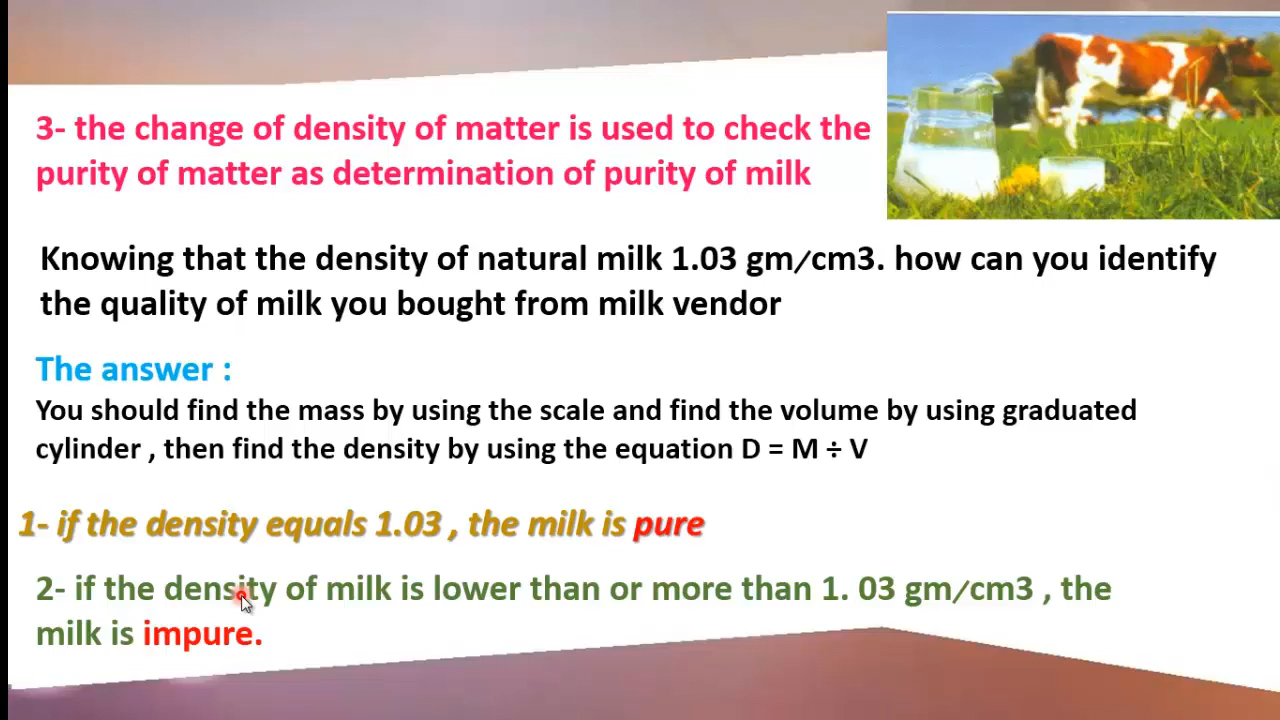 3- the change of density of matter is used to check the
purity of matter as determination of purity of milk
Knowing that the density of natural milk 1.03 gm/cm3. how can you identify
the quality of milk you bought from milk vendor
The answer :
You should find the mass by using the scale and find the volume by using graduated
cylinder , then find the density by using the equation D = M ÷ V
1- if the density equals 1.03 , the milk is pure
2- if the density of milk is lower than or more than 1. 03 gm/cm3 , the
milk is impure.